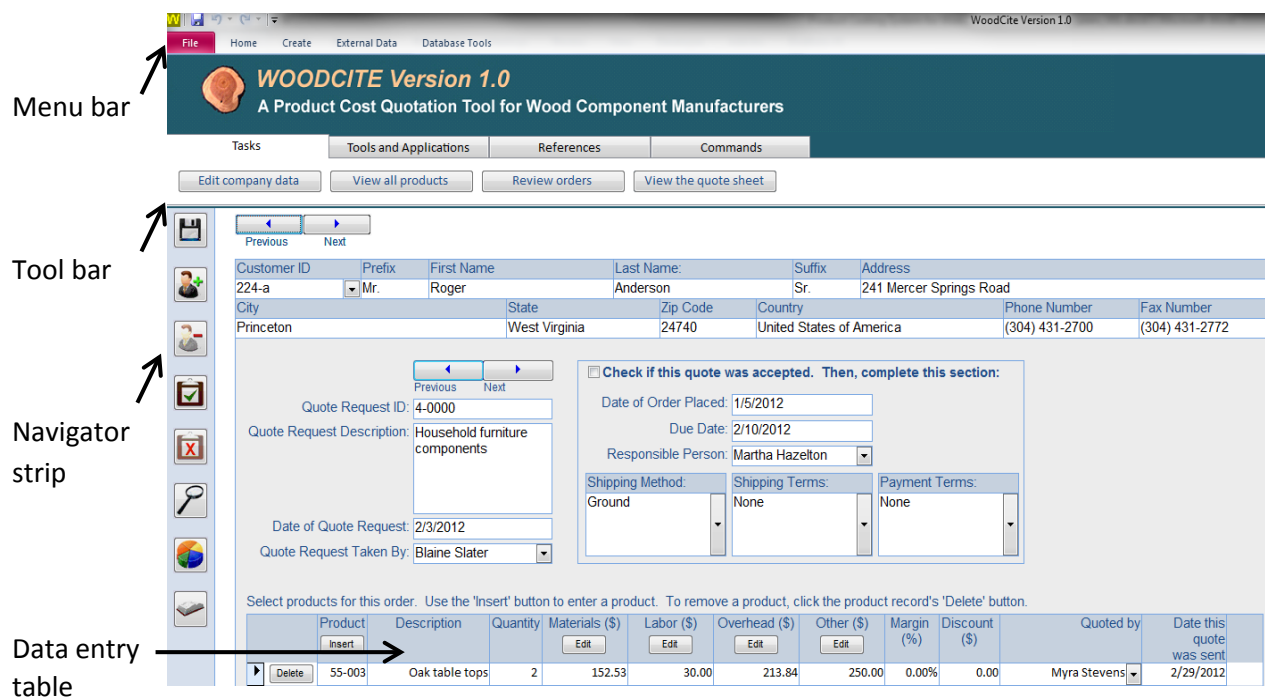 WoodCite Version 1.0
File Home Create External Data Database Tools
WOODCITE Version 1.0
A Product Cost Quotation Tool for Wood Component Manufacturers
Menu bar
Tasks Tools and Applications References Commands
Edit company data View all products Review orders View the quote sheet
Tool bar
Previous Next
Customer ID Prefix First Name Last Name: Suffix Address
224-a Mr. Roger Anderson Sr. 241 Mercer Springs Road
City State Zip Code Country Phone Number Fax Number
Princeton West Virginia 24740 United States of America (304) 431-2700 (304) 431-2772
Navigator
strip
Previous Next
Quote Request ID: 4-0000
Quote Request Description: Household furniture
components
Date of Quote Request: 2/3/2012
Quote Request Taken By: Blaine Slater
Check if this quote was accepted. Then, complete this section:
Date of Order Placed: 1/5/2012
Due Date: 2/10/2012
Responsible Person: Martha Hazelton
Shipping Method: Shipping Terms: Payment Terms:
Ground None None
Select products for this order. Use the 'Insert' button to enter a product. To remove a product, click the product record's 'Delete' button.
Data entry
table
Product Description Quantity Materials ($) Labor ($) Overhead ($) Other ($) Margin Discount Quoted by Date this
Insert Edit Edit Edit Edit (%) ($) quote
was sent
Delete 55-003 Oak table tops 2 152.53 30.00 213.84 250.00 0.00% 0.00 Myra Stevens 2/29/2012